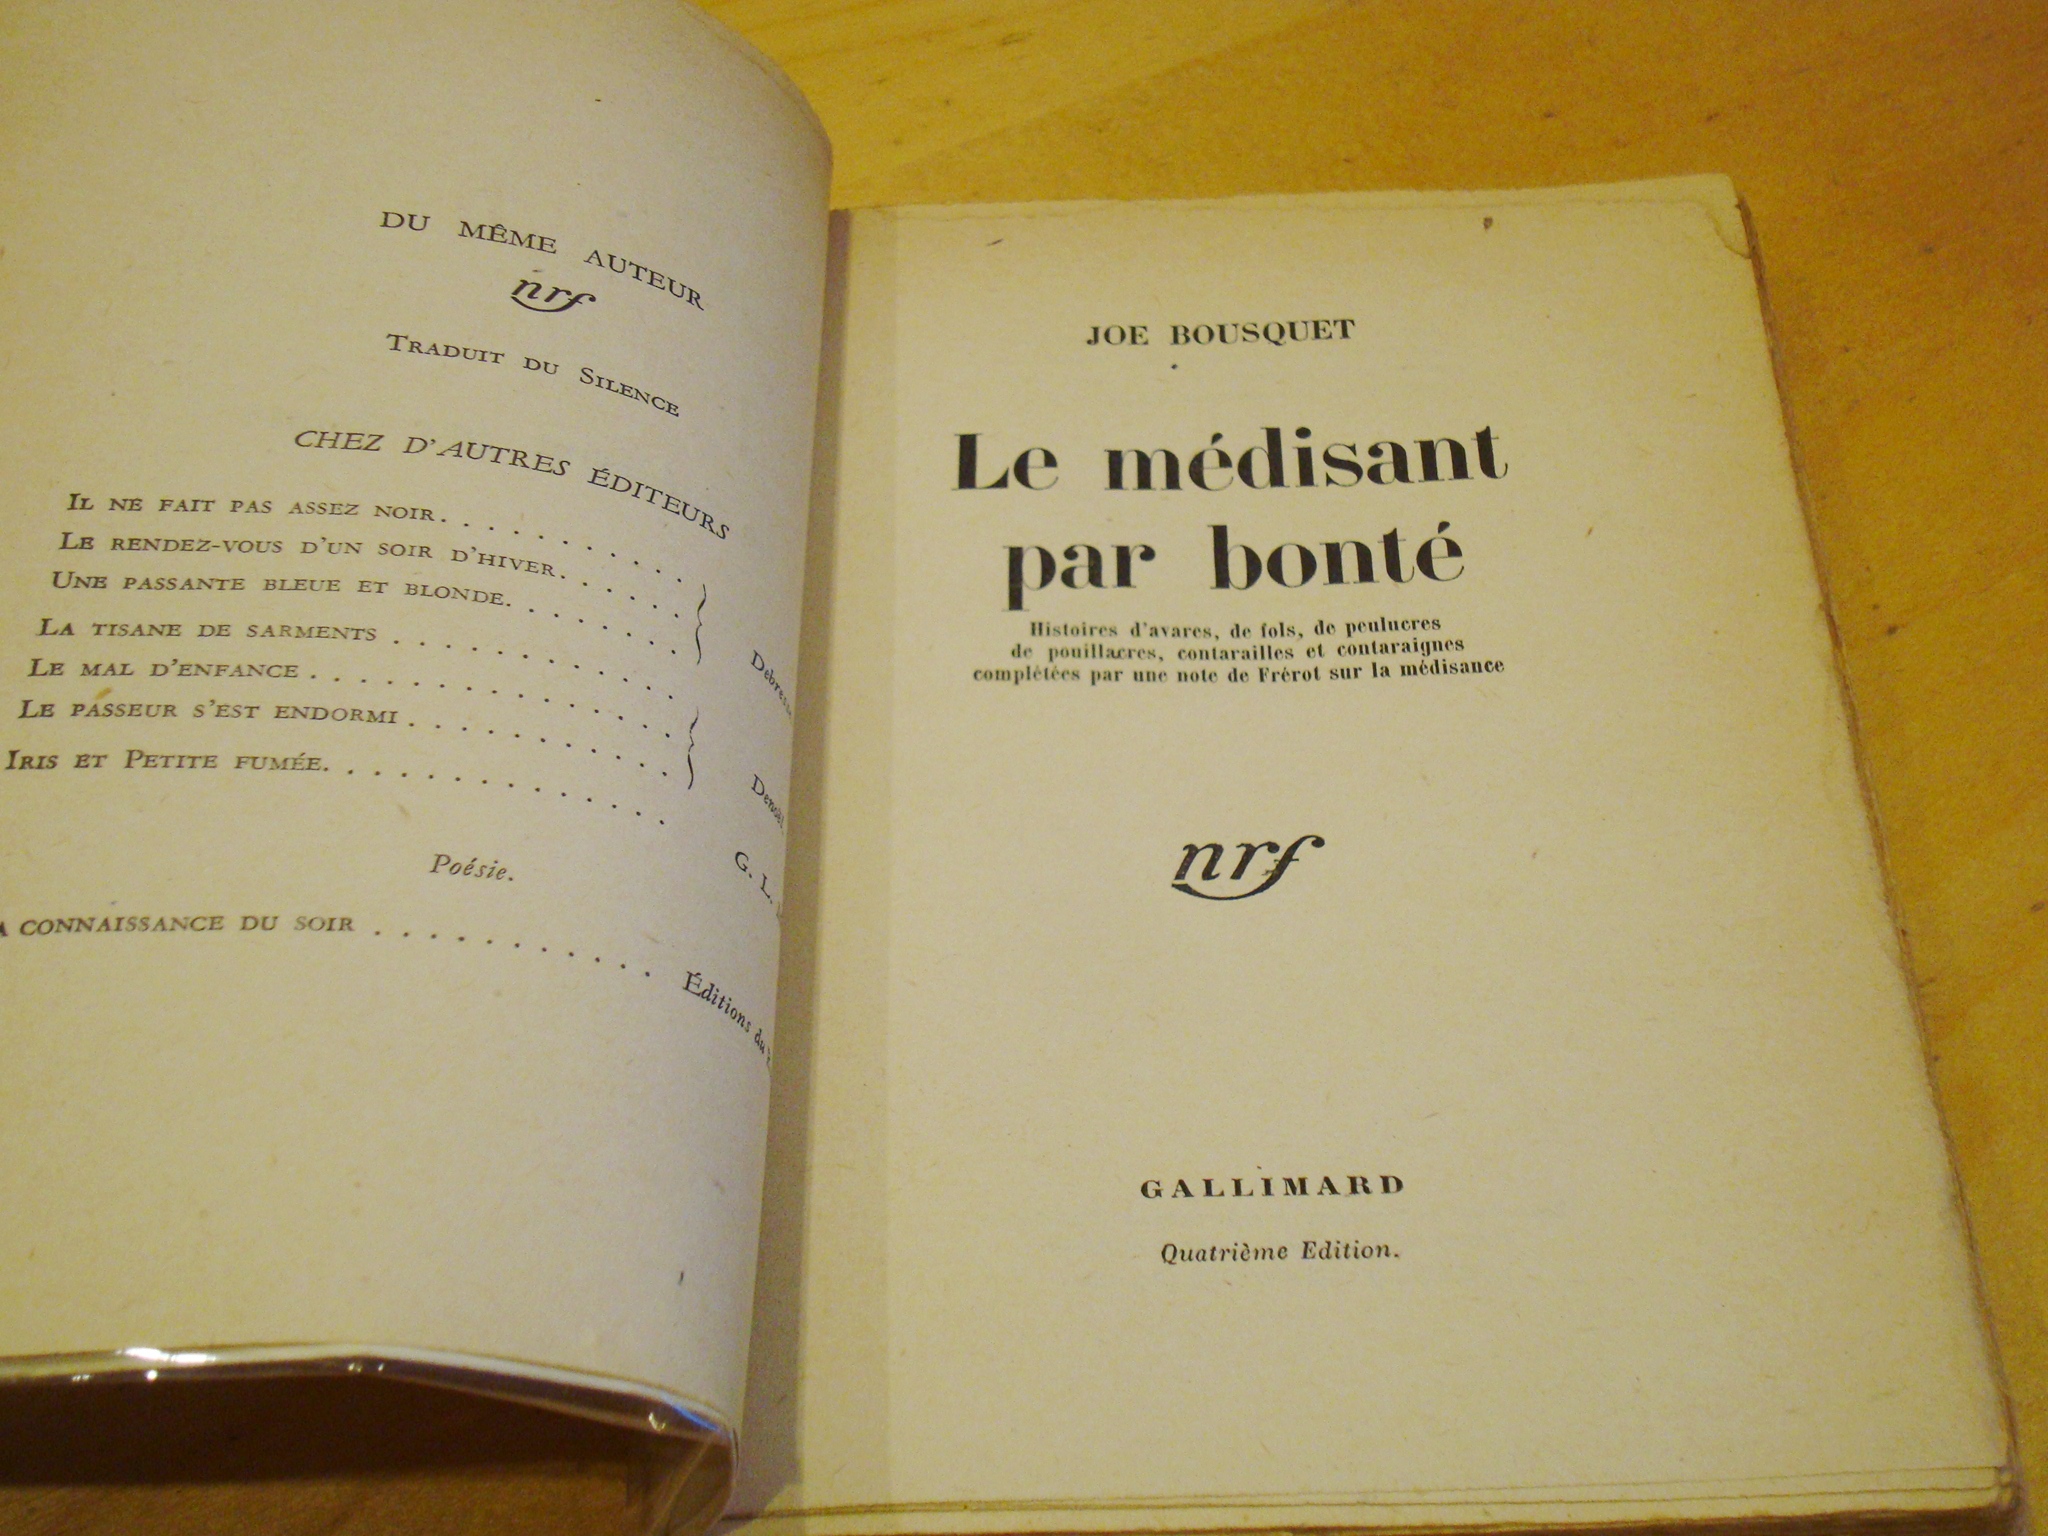 DU MÊME AUTEUR
nrf
TRADUIT DU SILENCE
CHEZ D'AUTRES ÉDITEURS
IL NE FAIT PAS ASSEZ NOIR. . . . . . . . . .
LE RENDEZ-VOUS D'UN SOIR D'HIVER. . . . . .
UNE PASSANTE BLEUE ET BLONDE. . . . . . . .
LA TISANE DE SARMENTS . . . . . . . . . . .
LE MAL D'ENFANCE . . . . . . . . . . . . . .
LE PASSEUR S'EST ENDORMI . . . . . . . . . .
IRIS ET PETITE FUMÉE. . . . . . . . . . . . .
G. L.
Poésie.
CONNAISSANCE DU SOIR . . . . . . . . . . . Éditions du
JOE BOUSQUET
Le médisant
par bonté
Histoires d'avares, de fols, de peulucres
de pouillacres, contarailles et contaraignes
complétées par une note de Frérot sur la médisance
nrf
GALLIMARD
Quatrième Edition.